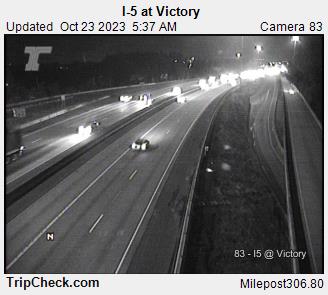 I-5 at Victory
Updated Oct 23 2023 5:37 AM Camera 83
T
N
83 - I5 @ Victory
TripCheck.com Milepost306.80